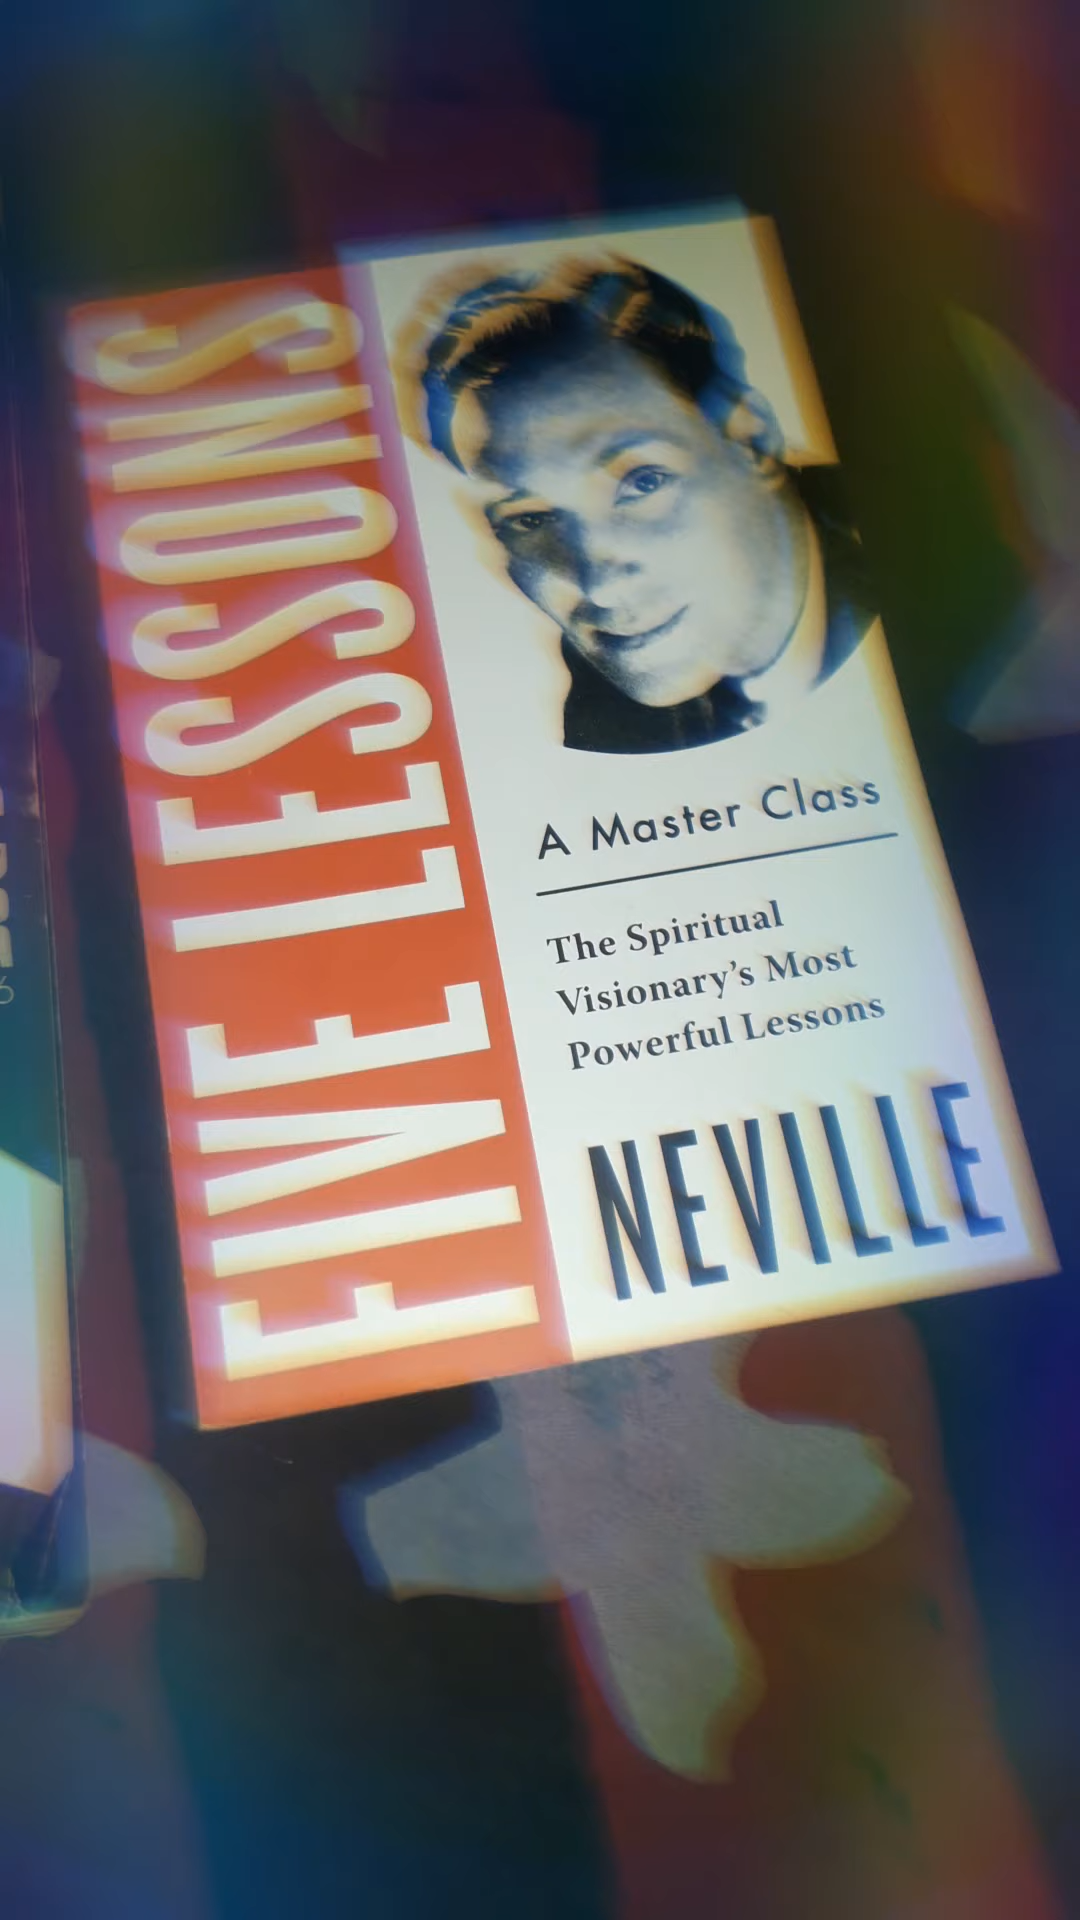 FIVE LESSONS
A Master Class
The Spiritual
Visionary's Most
Powerful Lessons
NEVILLE